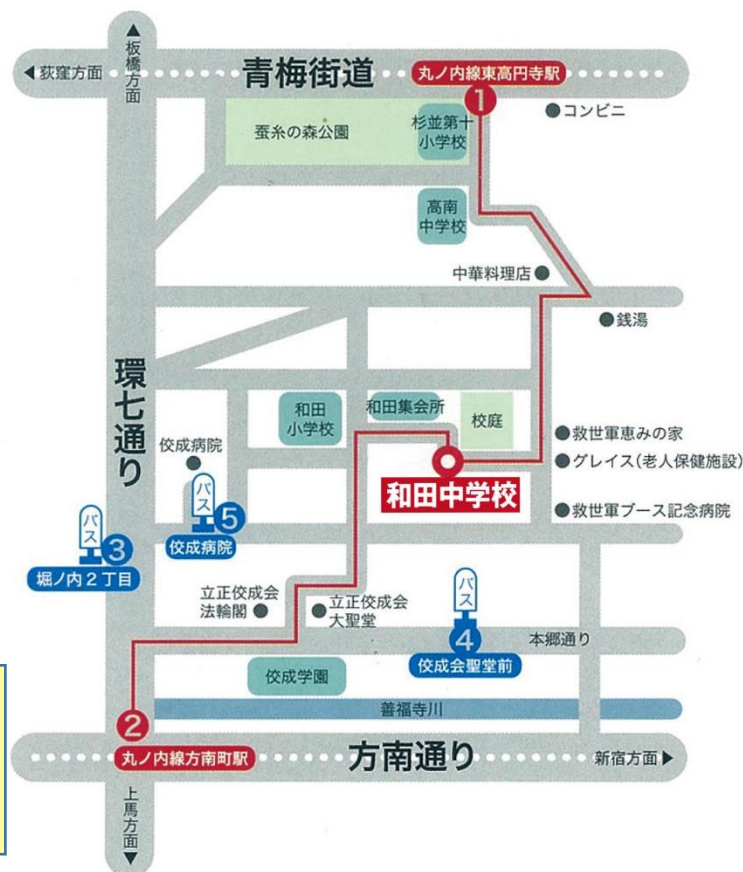 ▲板橋方面
◀荻窪方面
青梅街道
丸ノ内線東高円寺駅
1
●コンビニ
蚕糸の森公園
杉並第十
小学校
高南
中学校
中華料理店●
●銭湯
環七通り
和田
小学校
和田集会所
校庭
佼成病院
●救世軍恵みの家
●グレイス(老人保健施設)
和田中学校
●救世軍ブース記念病院
バス
5
佼成病院
バス
3
堀ノ内2丁目
立正佼成会
法輪閣●
●立正佼成会
大聖堂
バス
4
佼成会聖堂前
本郷通り
佼成学園
善福寺川
2
丸ノ内線方南町駅
方南通り
新宿方面▶
上馬方面▼